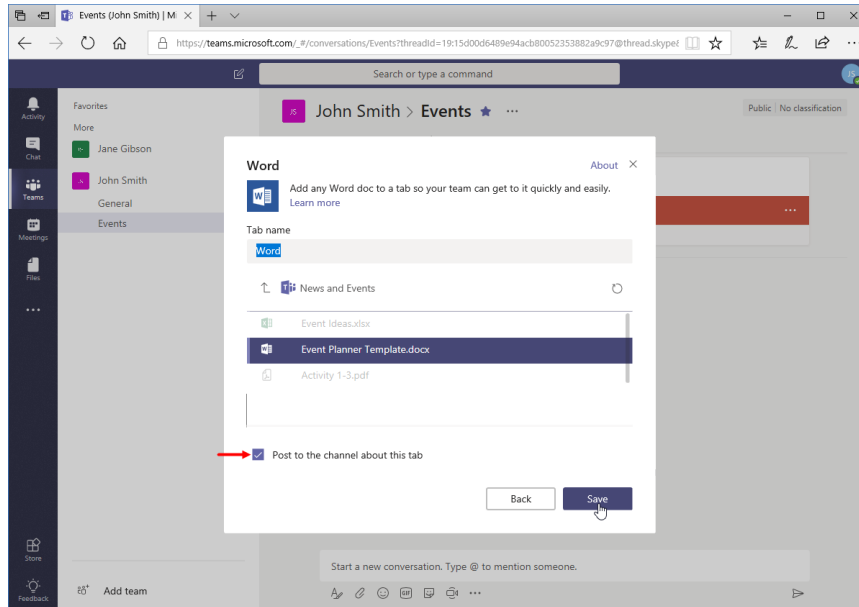 Events (John Smith) | Mi
https://teams.microsoft.com/_#/conversations/Events?threadId=19:15d00d6489e94acb80052353882a9c97@thread.skype&
Search or type a command
JS
Activity
Chat
Teams
Meetings
Files
Store
Feedback
Favorites
More
Jane Gibson
John Smith
General
Events
Add team
JS
John Smith > Events
Public
No classification
Word
About
Add any Word doc to a tab so your team can get to it quickly and easily.
Learn more
Tab name
Word
News and Events
Event Ideas.xlsx
Event Planner Template.docx
Activity 1-3.pdf
Post to the channel about this tab
Back
Save
Start a new conversation. Type @ to mention someone.
GIF